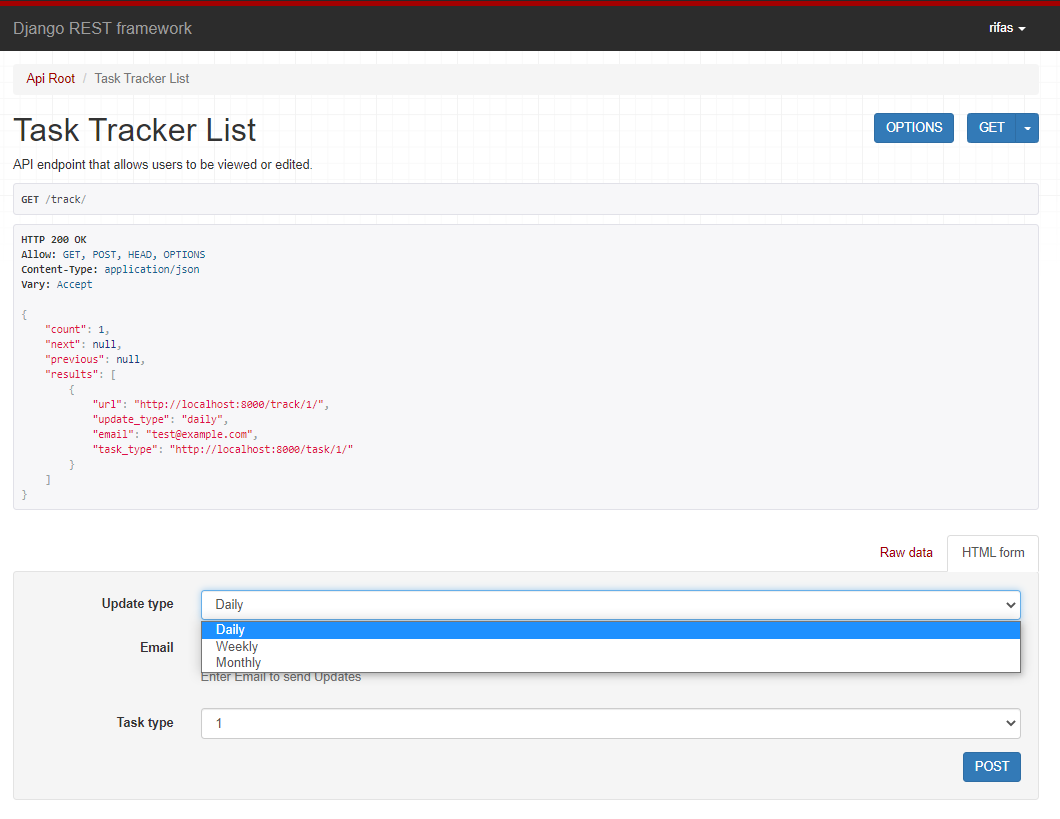 Django REST framework
rifas
Api Root / Task Tracker List
Task Tracker List
OPTIONS
GET
API endpoint that allows users to be viewed or edited.
GET /track/
HTTP 200 OK
Allow: GET, POST, HEAD, OPTIONS
Content-Type: application/json
Vary: Accept
{
    "count": 1,
    "next": null,
    "previous": null,
    "results": [
        {
            "url": "http://localhost:8000/track/1/",
            "update_type": "daily",
            "email": "test@example.com",
            "task_type": "http://localhost:8000/task/1/"
        }
    ]
}
Raw data
HTML form
Update type
Daily
Daily
Weekly
Monthly
Email
Enter Email to send Updates
Task type
1
POST